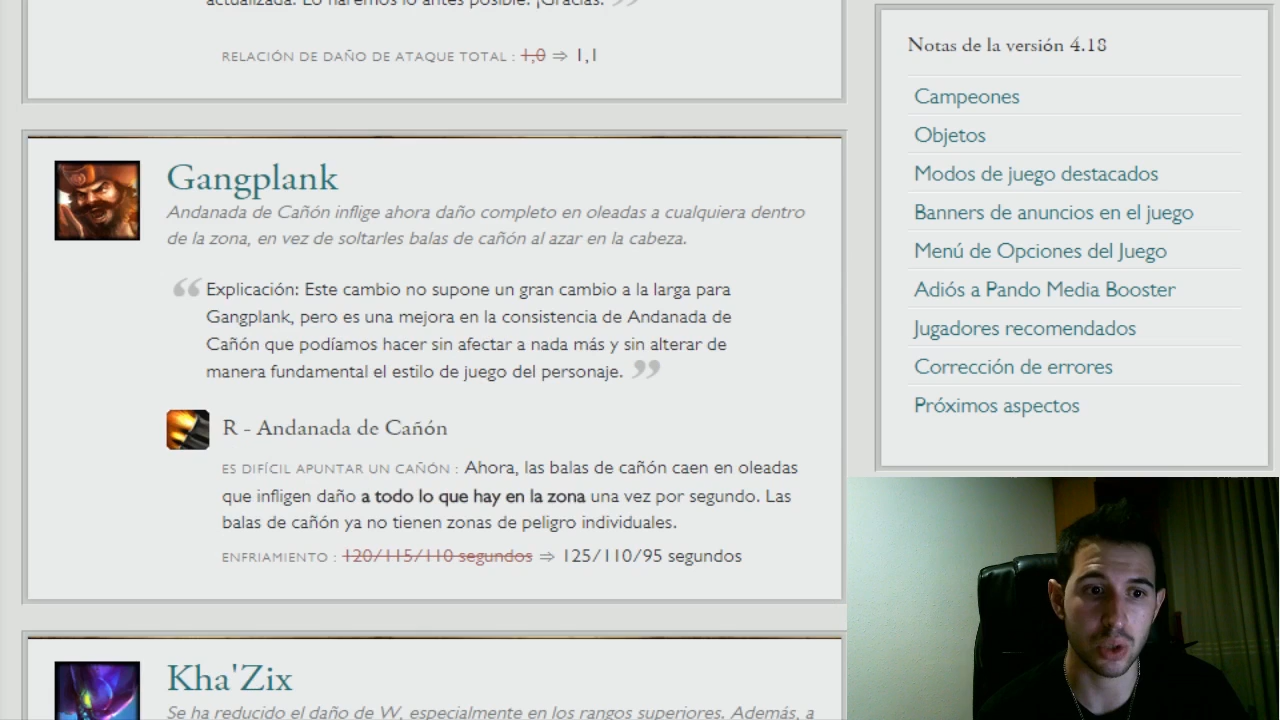 actualizada. Lo haremos lo antes posible. ¡Gracias. ”
RELACIÓN DE DAÑO DE ATAQUE TOTAL : 1,0 ⇒ 1,1
Gangplank
Andanada de Cañón inflige ahora daño completo en oleadas a cualquiera dentro
de la zona, en vez de soltarles balas de cañón al azar en la cabeza.
“ Explicación: Este cambio no supone un gran cambio a la larga para
Gangplank, pero es una mejora en la consistencia de Andanada de
Cañón que podíamos hacer sin afectar a nada más y sin alterar de
manera fundamental el estilo de juego del personaje. ”
R - Andanada de Cañón
ES DIFÍCIL APUNTAR UN CAÑÓN : Ahora, las balas de cañón caen en oleadas
que infligen daño a todo lo que hay en la zona una vez por segundo. Las
balas de cañón ya no tienen zonas de peligro individuales.
ENFRIAMIENTO : 120/115/110 segundos ⇒ 125/110/95 segundos
Kha'Zix
Se ha reducido el daño de W, especialmente en los rangos superiores. Además, a
Notas de la versión 4.18
Campeones
Objetos
Modos de juego destacados
Banners de anuncios en el juego
Menú de Opciones del Juego
Adiós a Pando Media Booster
Jugadores recomendados
Corrección de errores
Próximos aspectos